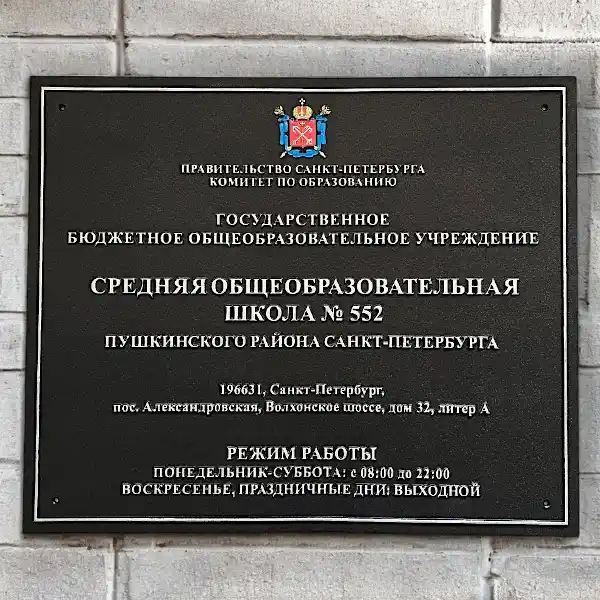 ПРАВИТЕЛЬСТВО САНКТ-ПЕТЕРБУРГА
КОМИТЕТ ПО ОБРАЗОВАНИЮ
ГОСУДАРСТВЕННОЕ
БЮДЖЕТНОЕ ОБЩЕОБРАЗОВАТЕЛЬНОЕ УЧРЕЖДЕНИЕ
СРЕДНЯЯ ОБЩЕОБРАЗОВАТЕЛЬНАЯ
ШКОЛА № 552
ПУШКИНСКОГО РАЙОНА САНКТ-ПЕТЕРБУРГА
196631, Санкт-Петербург,
пос. Александровская, Волхонское шоссе, дом 32, литер А
РЕЖИМ РАБОТЫ
ПОНЕДЕЛЬНИК-СУББОТА: с 08:00 до 22:00
ВОСКРЕСЕНЬЕ, ПРАЗДНИЧНЫЕ ДНИ: ВЫХОДНОЙ